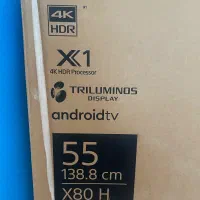 4K
HDR
X1
4K HDR Processor
TRILUMINOS
DISPLAY
androidtv
55
138.8 cm
X80 H